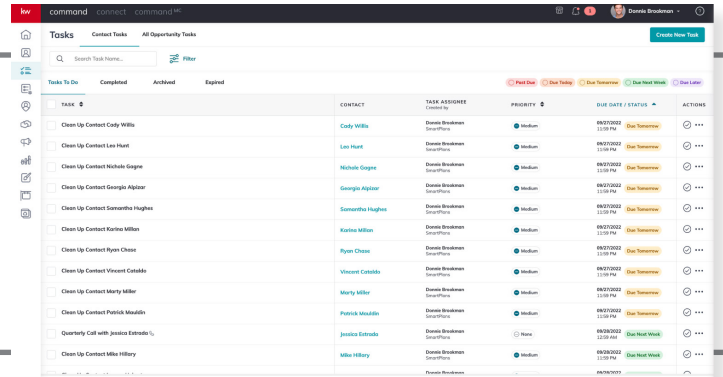 kw command connect command MC 1 Donnie Brookman
Tasks Contact Tasks All Opportunity Tasks Create New Task
Search Task Name... Filter
Tasks To Do Completed Archived Expired Past Due Due Today Due Tomorrow Due Next Week Due Later
TASK CONTACT TASK ASSIGNEE PRIORITY DUE DATE / STATUS ACTIONS
Created by
Clean Up Contact Cody Willis Cody Willis Donnie Brookman Medium 09/27/2022 Due Tomorrow
SmartPlans 11:59 PM
Clean Up Contact Leo Hunt Leo Hunt Donnie Brookman Medium 09/27/2022 Due Tomorrow
SmartPlans 11:59 PM
Clean Up Contact Nichole Gagne Nichole Gagne Donnie Brookman Medium 09/27/2022 Due Tomorrow
SmartPlans 11:59 PM
Clean Up Contact Georgia Alpizar Georgia Alpizar Donnie Brookman Medium 09/27/2022 Due Tomorrow
SmartPlans 11:59 PM
Clean Up Contact Samantha Hughes Samantha Hughes Donnie Brookman Medium 09/27/2022 Due Tomorrow
SmartPlans 11:59 PM
Clean Up Contact Karina Millan Karina Millan Donnie Brookman Medium 09/27/2022 Due Tomorrow
SmartPlans 11:59 PM
Clean Up Contact Ryan Chase Ryan Chase Donnie Brookman Medium 09/27/2022 Due Tomorrow
SmartPlans 11:59 PM
Clean Up Contact Vincent Cataldo Vincent Cataldo Donnie Brookman Medium 09/27/2022 Due Tomorrow
SmartPlans 11:59 PM
Clean Up Contact Marty Miller Marty Miller Donnie Brookman Medium 09/27/2022 Due Tomorrow
SmartPlans 11:59 PM
Clean Up Contact Patrick Mauldin Patrick Mauldin Donnie Brookman Medium 09/27/2022 Due Tomorrow
SmartPlans 11:59 PM
Quarterly Call with Jessica Estrada Jessica Estrada Donnie Brookman None 09/28/2022 Due Next Week
SmartPlans 12:59 AM
Clean Up Contact Mike Hillary Mike Hillary Donnie Brookman Medium 09/28/2022 Due Next Week
SmartPlans 11:59 PM
Donnie Brookman 09/29/2022